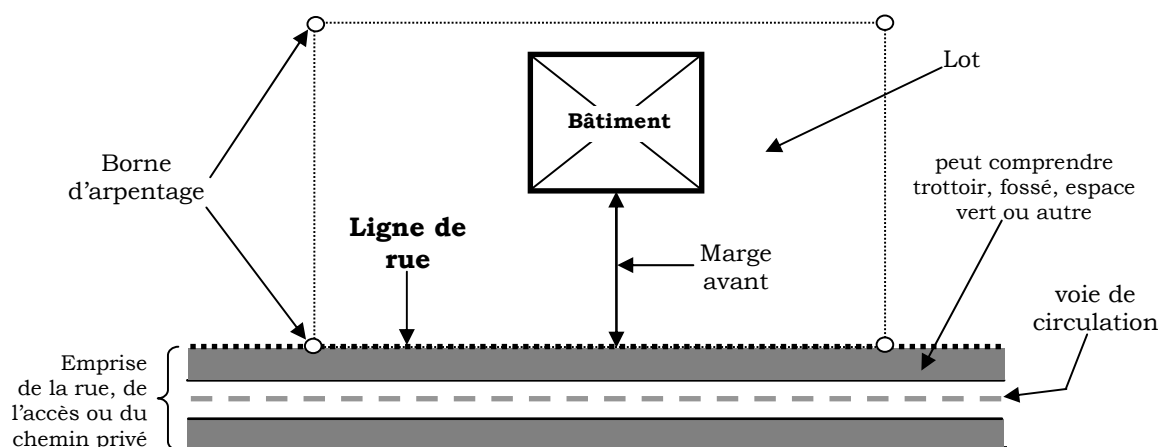 Lot
Bâtiment
Borne
d'arpentage
peut comprendre
trottoir, fossé, espace
vert ou autre
Ligne de
rue
Marge
avant
voie de
circulation
Emprise
de la rue, de
l'accès ou du
chemin privé